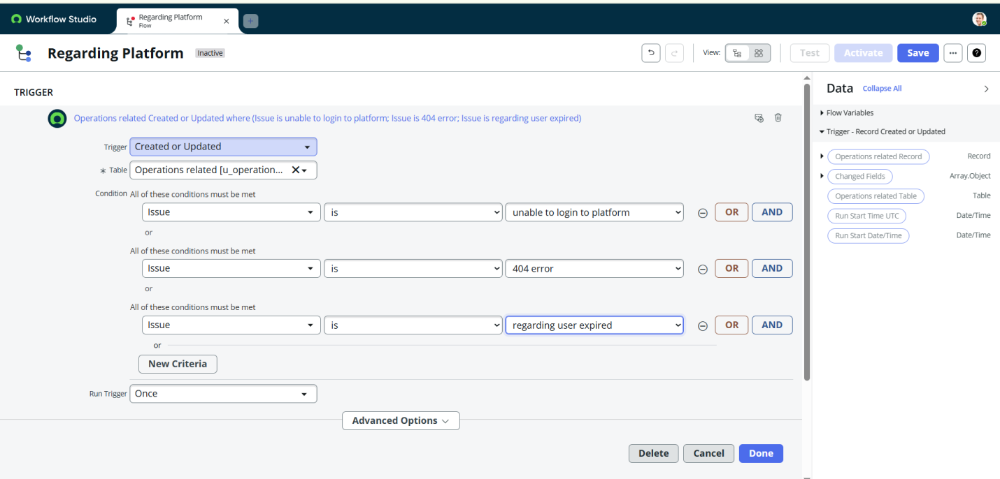 Workflow Studio
Regarding Platform
Flow
Regarding Platform Inactive
View: Test Activate Save
TRIGGER
Operations related Created or Updated where (Issue is unable to login to platform; Issue is 404 error; Issue is regarding user expired)
Trigger Created or Updated
* Table Operations related [u_operation...
Condition All of these conditions must be met
Issue is unable to login to platform OR AND
or
All of these conditions must be met
Issue is 404 error OR AND
or
All of these conditions must be met
Issue is regarding user expired OR AND
or
New Criteria
Run Trigger Once
Advanced Options
Delete Cancel Done
Data Collapse All
Flow Variables
Trigger - Record Created or Updated
Operations related Record Record
Changed Fields Array.Object
Operations related Table Table
Run Start Time UTC Date/Time
Run Start Date/Time Date/Time